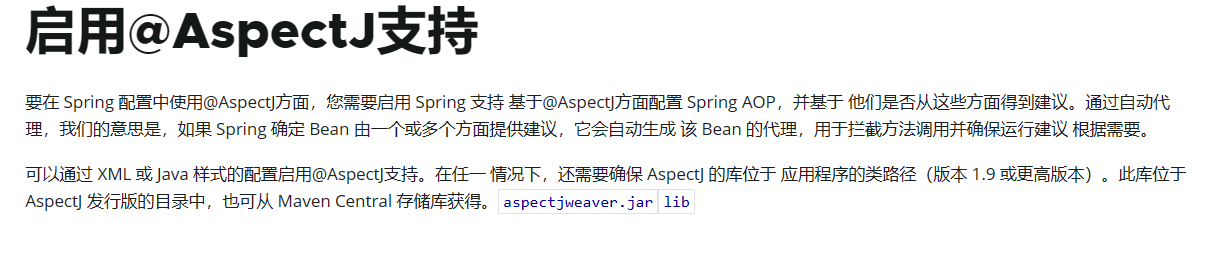 启用@AspectJ支持
要在 Spring 配置中使用@AspectJ方面，您需要启用 Spring 支持 基于@AspectJ方面配置 Spring AOP，并基于 他们是否从这些方面得到建议。通过自动代
理，我们的意思是，如果 Spring 确定 Bean 由一个或多个方面提供建议，它会自动生成 该 Bean 的代理，用于拦截方法调用并确保运行建议 根据需要。
可以通过 XML 或 Java 样式的配置启用@AspectJ支持。在任一 情况下，还需要确保 AspectJ 的库位于 应用程序的类路径（版本 1.9 或更高版本）。此库位于
AspectJ 发行版的目录中，也可从 Maven Central 存储库获得。 aspectjweaver.jar lib